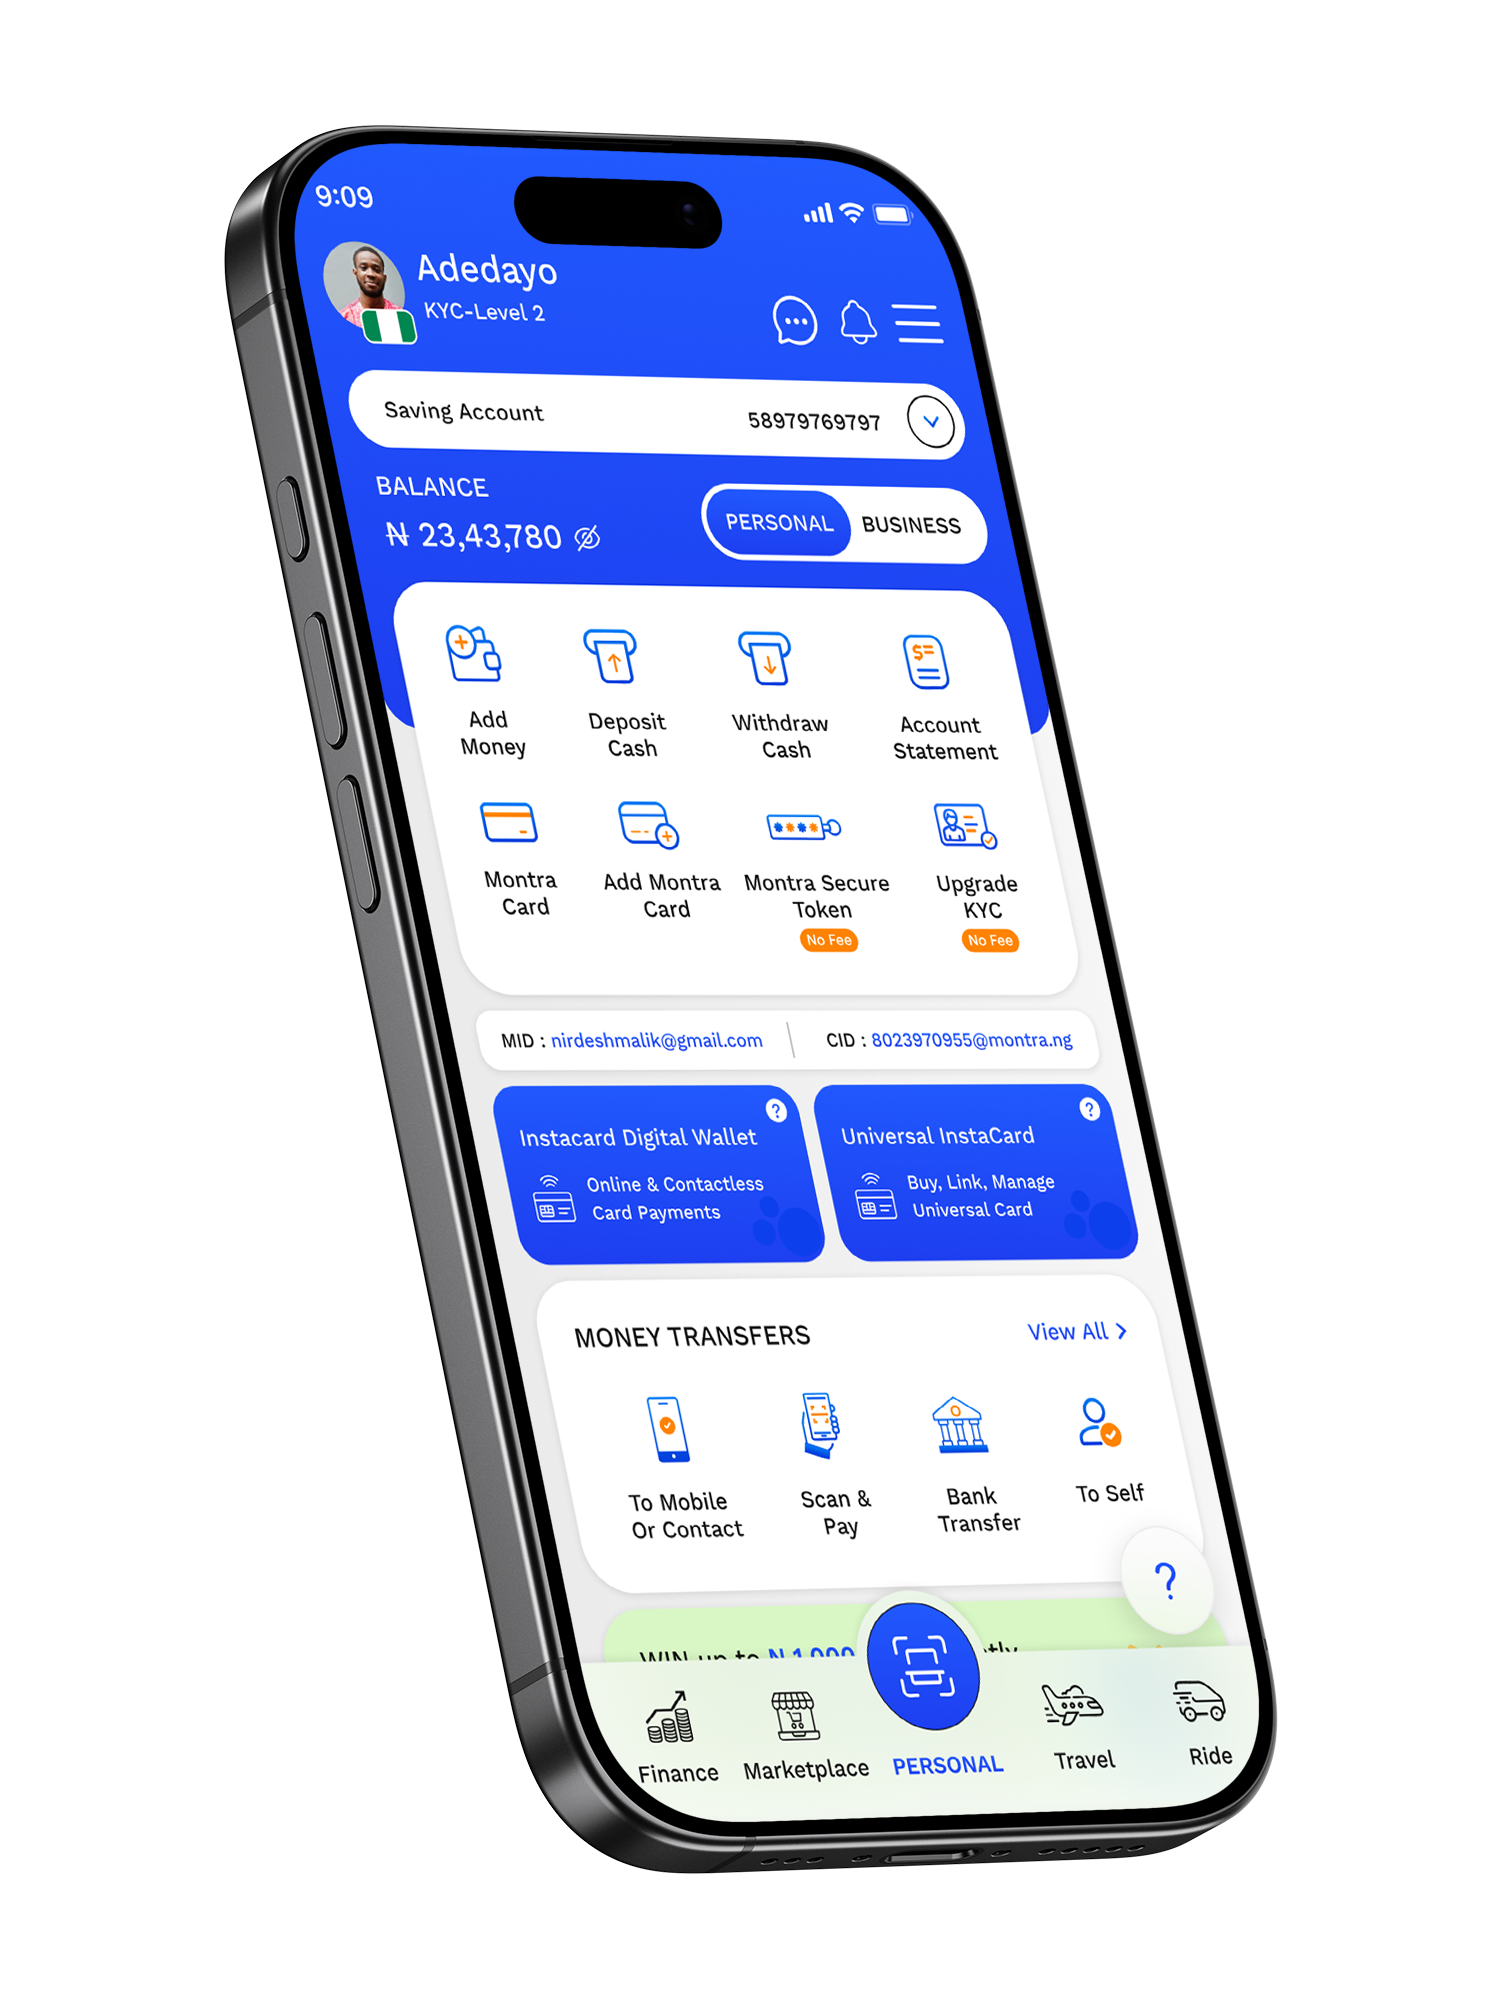 9:09
Adedayo
KYC-Level 2
Saving Account 58979769797
BALANCE
₦ 23,43,780
PERSONAL BUSINESS
Add
Money
Deposit
Cash
Withdraw
Cash
Account
Statement
Montra
Card
Add Montra
Card
Montra Secure
Token
No Fee
Upgrade
KYC
No Fee
MID : nirdeshmalik@gmail.com
CID : 8023970955@montra.ng
Instacard Digital Wallet
?
Online & Contactless
Card Payments
Universal InstaCard
?
Buy, Link, Manage
Universal Card
MONEY TRANSFERS
View All >
To Mobile
Or Contact
Scan &
Pay
Bank
Transfer
To Self
?
WIN up to ₦ 1,000
Finance
Marketplace
PERSONAL
Travel
Ride